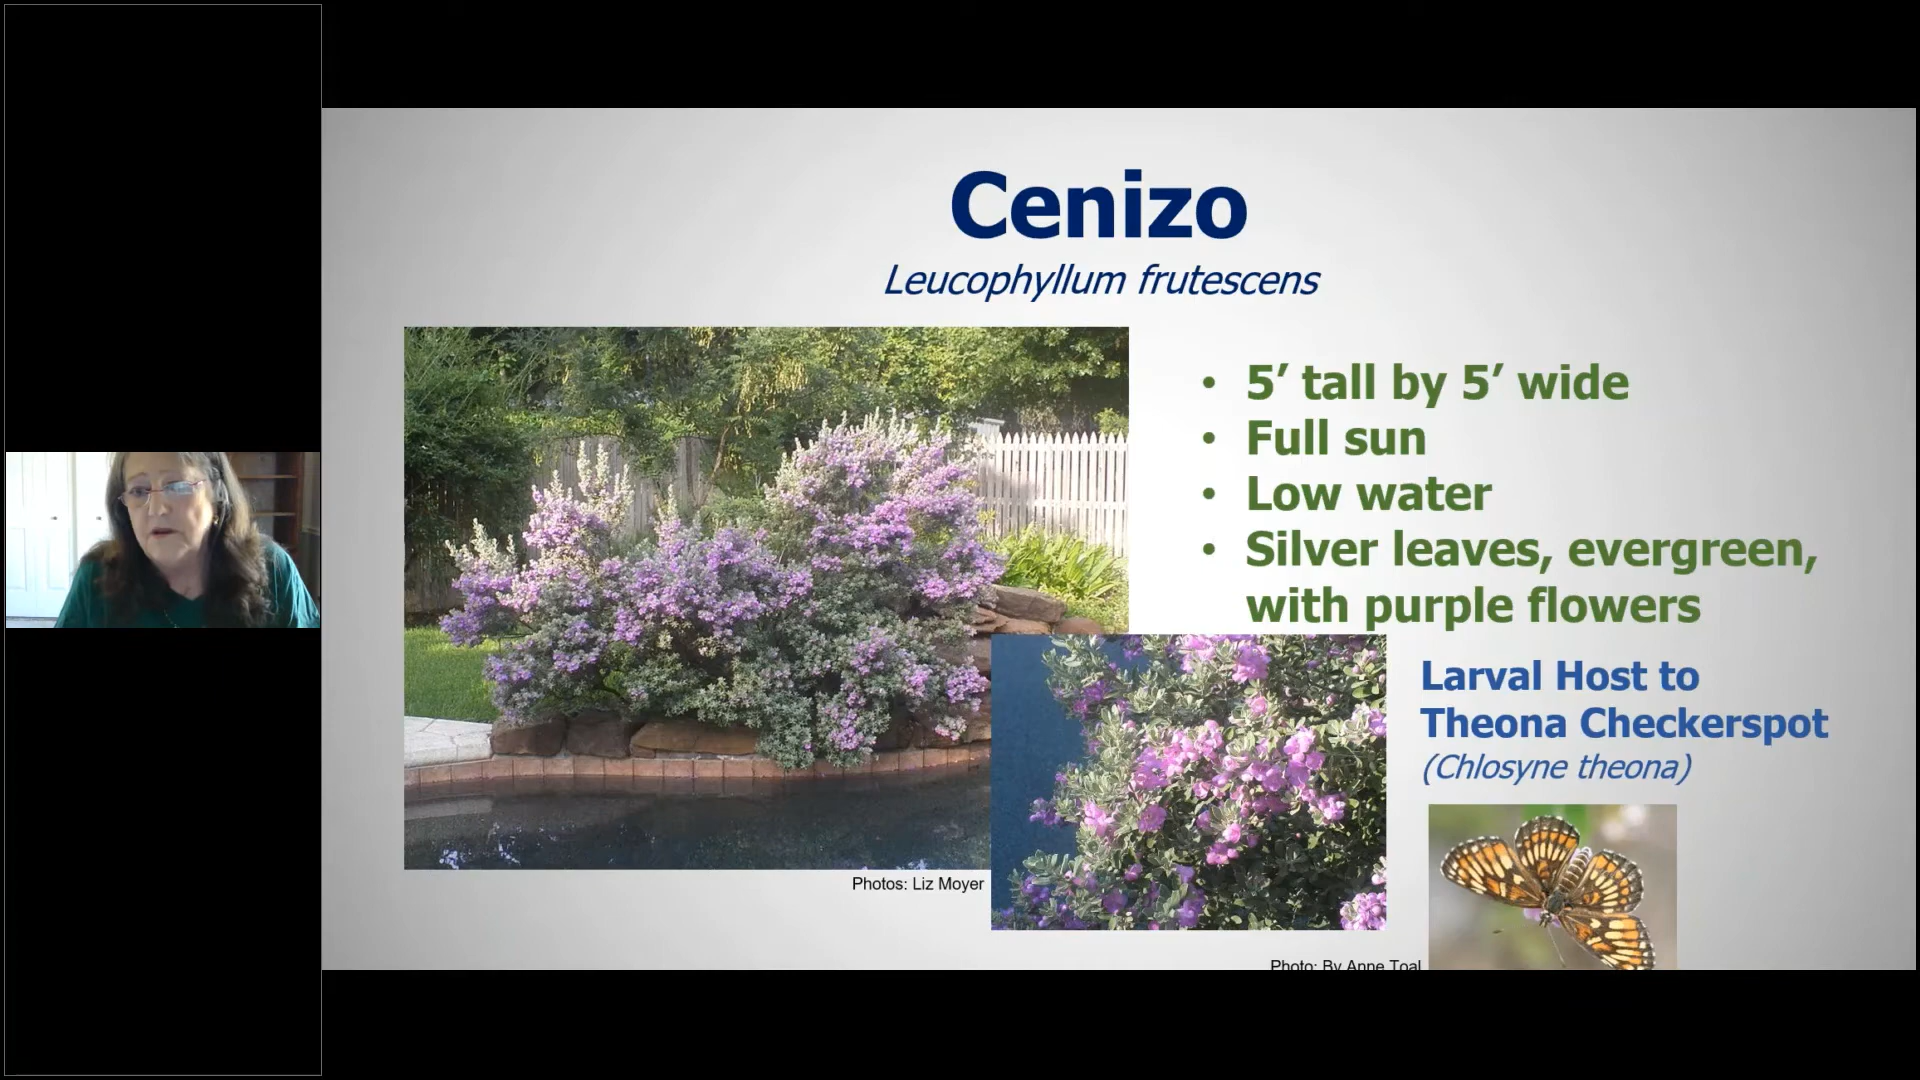 Cenizo
Leucophyllum frutescens
• 5’ tall by 5’ wide
• Full sun
• Low water
• Silver leaves, evergreen,
with purple flowers
Larval Host to
Theona Checkerspot
(Chlosyne theona)
Photos: Liz Moyer
Photo: By Anne Toal